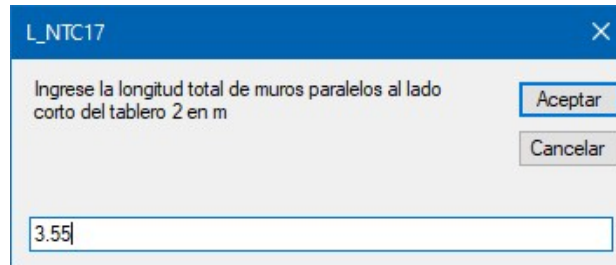 L_NTC17
Ingrese la longitud total de muros paralelos al lado
corto del tablero 2 en m
Aceptar
Cancelar
3.55